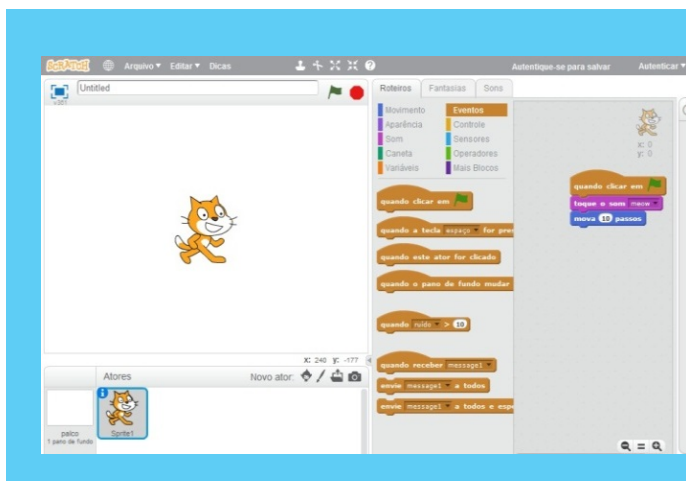 SCRATCH Arquivo Editar Dicas Autentique-se para salvar Autenticar
Untitled
Roteiros Fantasias Sons
Movimento Eventos
Aparência Controle
Som Sensores
Caneta Operadores
Variáveis Mais Blocos
x: 0
y: 0
quando clicar em
toque o som meow
mova 10 passos
quando clicar em
quando a tecla espaço for pres
quando este ator for clicado
quando o pano de fundo mudar
quando ruído > 10
quando receber message1
envie message1 a todos
envie message1 a todos e espe
x: 240 y: -177
Atores Novo ator:
palco
1 pano de fundo
Sprite1